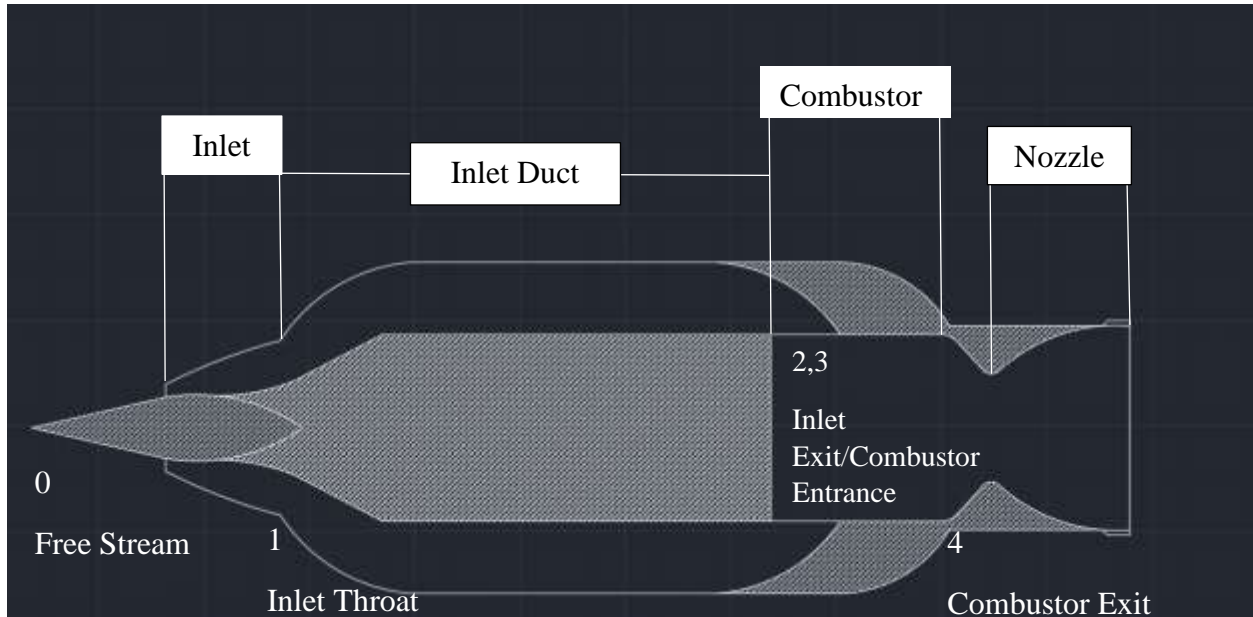 Combustor
Inlet
Inlet Duct
Nozzle
2,3
Inlet
Exit/Combustor
Entrance
0
Free Stream
1
Inlet Throat
4
Combustor Exit